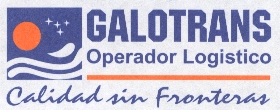 GALOTRANS
Operador Logistico
Calidad sin Fronteras